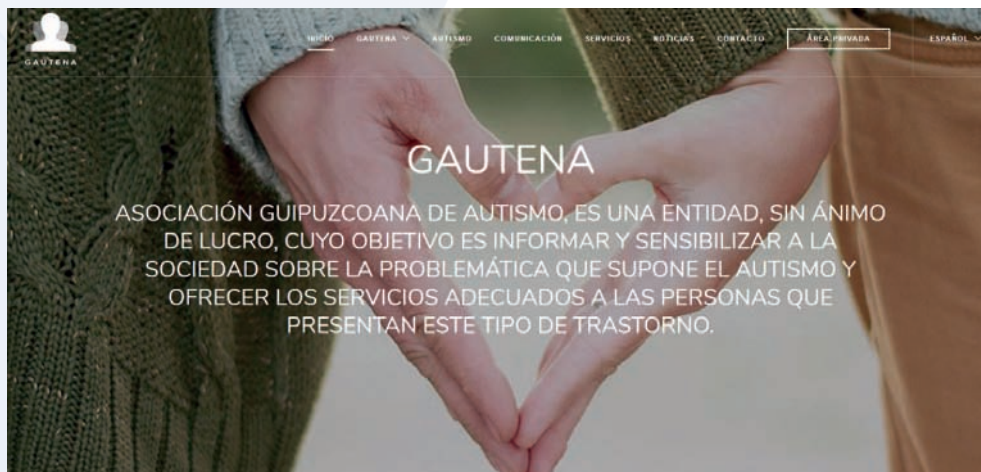 INICIO GAUTENA AUTISMO COMUNICACIÓN SERVICIOS NOTICIAS CONTACTO ÁREA PRIVADA ESPAÑOL
GAUTENA
GAUTENA
ASOCIACIÓN GUIPUZCOANA DE AUTISMO, ES UNA ENTIDAD, SIN ÁNIMO
DE LUCRO, CUYO OBJETIVO ES INFORMAR Y SENSIBILIZAR A LA
SOCIEDAD SOBRE LA PROBLEMÁTICA QUE SUPONE EL AUTISMO Y
OFRECER LOS SERVICIOS ADECUADOS A LAS PERSONAS QUE
PRESENTAN ESTE TIPO DE TRASTORNO.